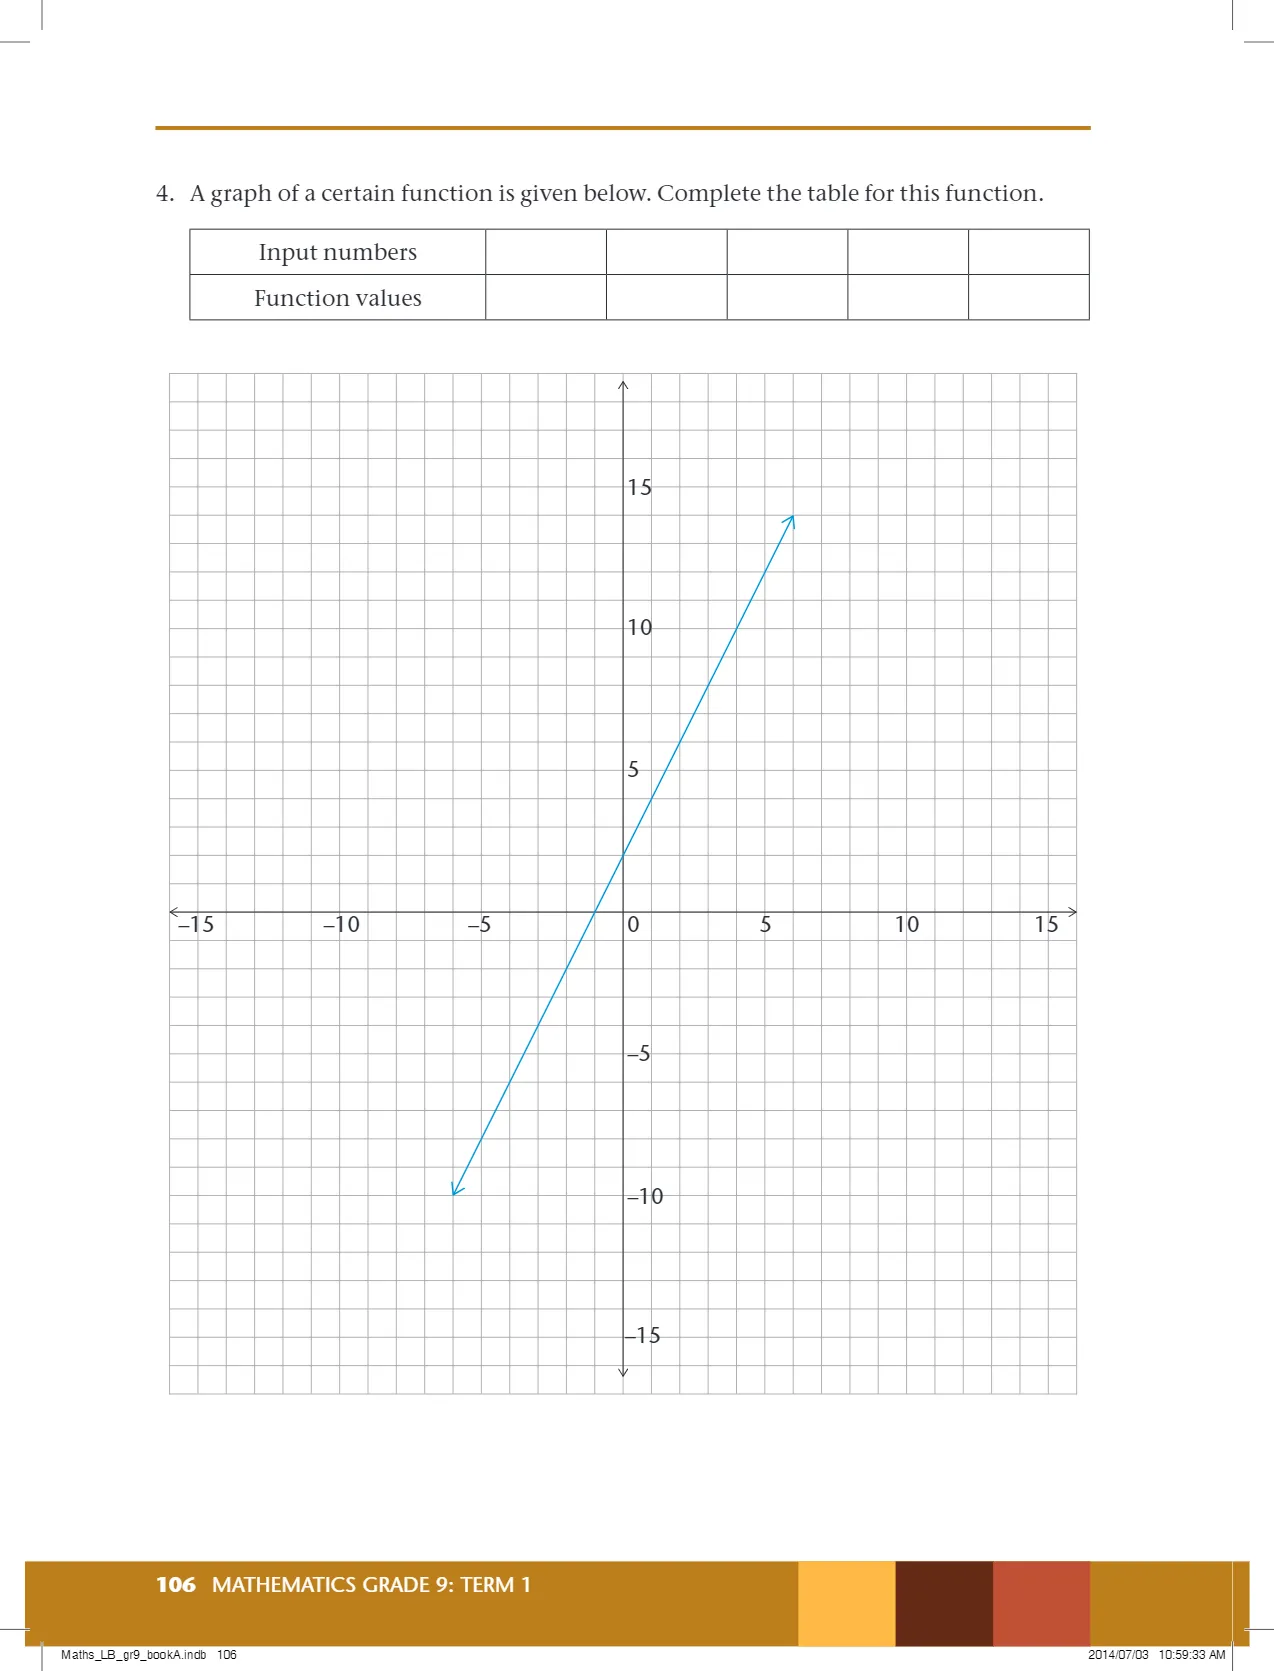 4. A graph of a certain function is given below. Complete the table for this function.
Input numbers
Function values
15
10
5
–15 –10 –5 0 5 10 15
–5
–10
–15
106 MATHEMATICS GRADE 9: TERM 1
Maths_LB_gr9_bookA.indb 106 2014/07/03 10:59:33 AM